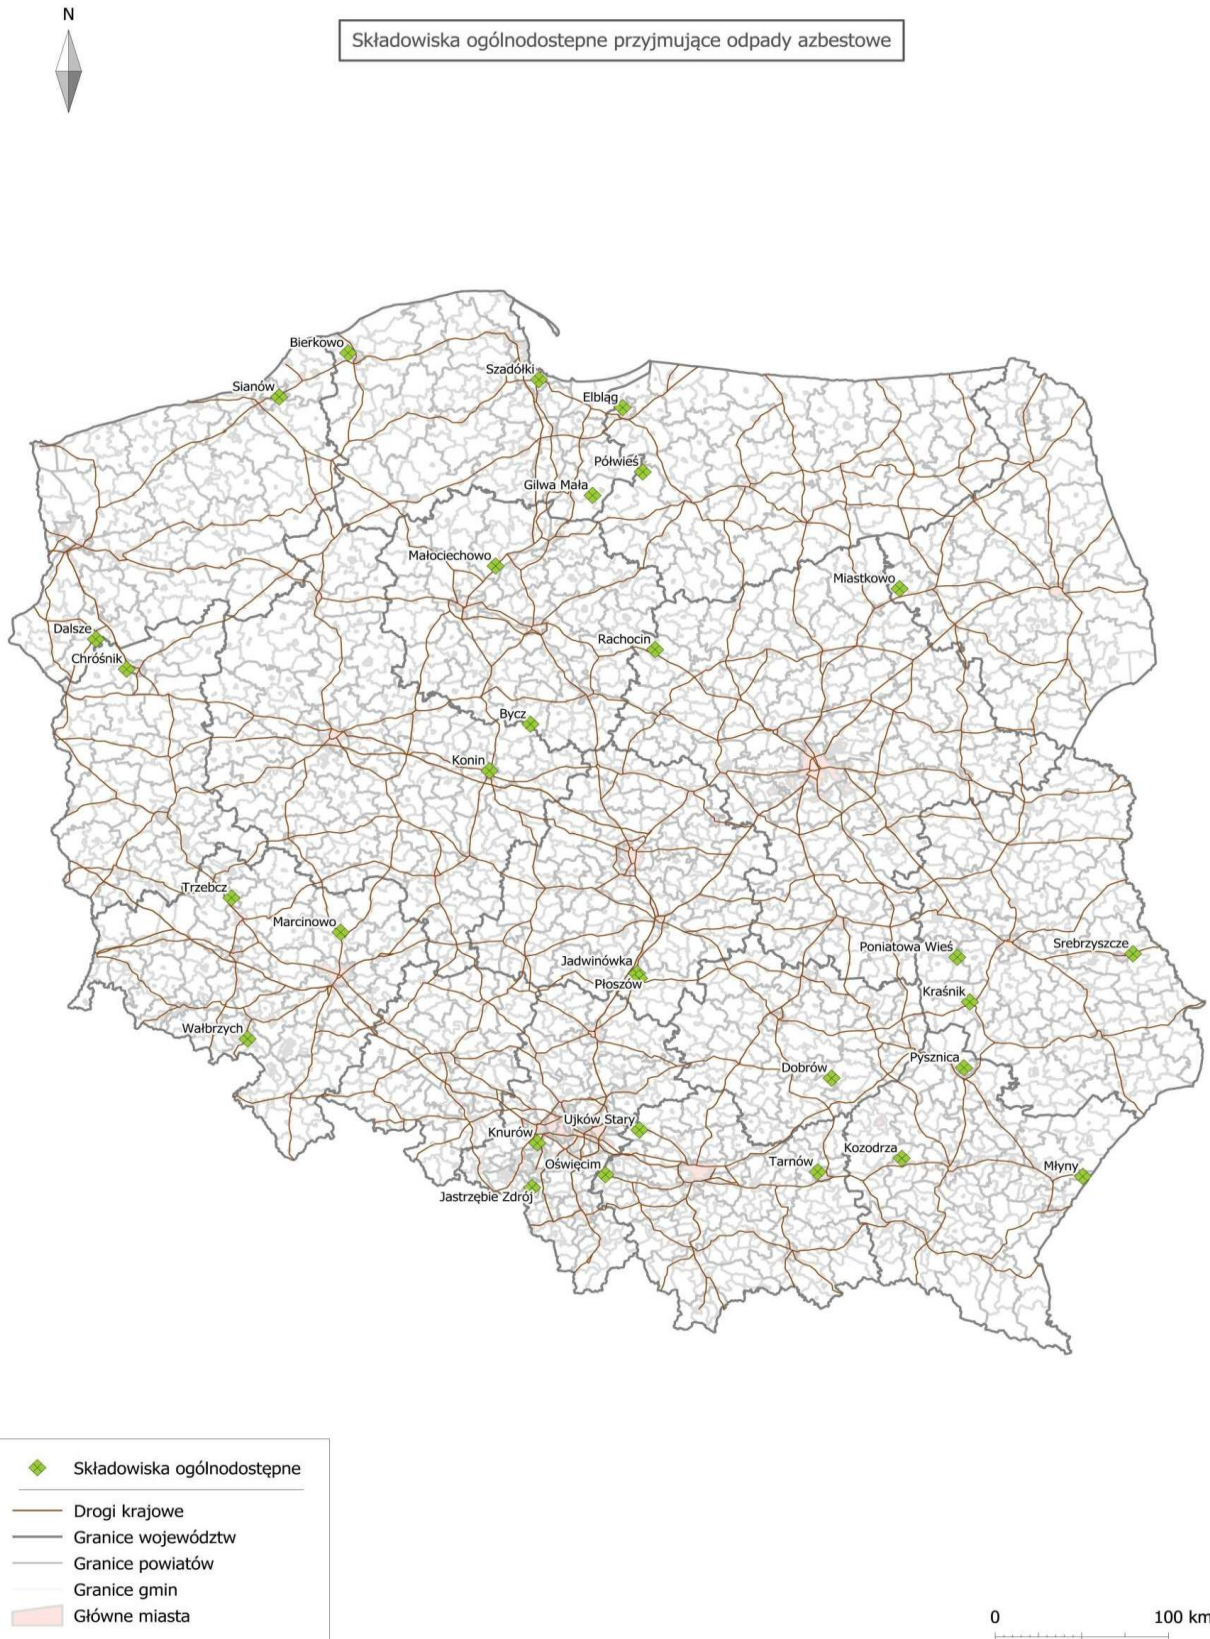 N
Składowiska ogólnodostepne przyjmujące odpady azbestowe
Bierkowo
Szadółki
Sianów
Elbląg
Półwieś
Gilwa Mała
Małociechowo
Miastkowo
Dalsze
Rachocin
Chróśnik
Bycz
Konin
Trzebcz
Marcinowo
Poniatowa Wieś
Srebrzyszcze
Jadwinówka
Płoszów
Kraśnik
Wałbrzych
Pysznica
Dobrów
Ujków Stary
Knurów
Kozodrza
Oświęcim
Tarnów
Młyny
Jastrzębie Zdrój
Składowiska ogólnodostępne
Drogi krajowe
Granice województw
Granice powiatów
Granice gmin
Główne miasta
0 100 km